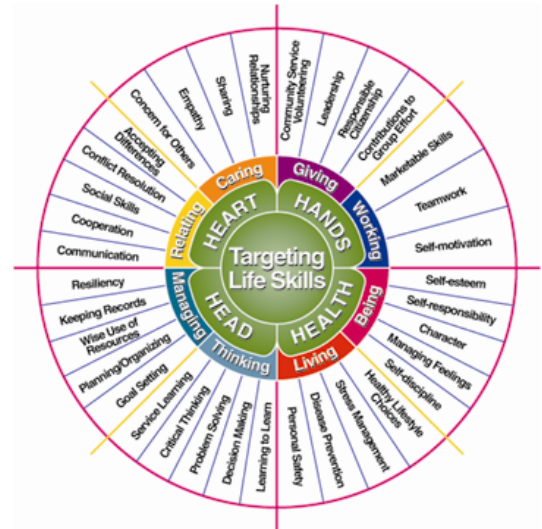 Targeting
Life Skills
HEART
HANDS
HEALTH
HEAD
Caring
Nurturing
Relationships
Sharing
Empathy
Concern for Others
Relating
Accepting
Differences
Conflict Resolution
Social Skills
Cooperation
Communication
Giving
Community Service
Volunteering
Leadership
Responsible
Citizenship
Contributions to
Group Effort
Working
Marketable Skills
Teamwork
Self-motivation
Being
Self-esteem
Self-responsibility
Character
Managing Feelings
Self-discipline
Living
Healthy Lifestyle
Choices
Stress Management
Disease Prevention
Personal Safety
Thinking
Learning to Learn
Decision Making
Problem Solving
Critical Thinking
Service Learning
Managing
Goal Setting
Planning/Organizing
Wise Use of
Resources
Keeping Records
Resiliency